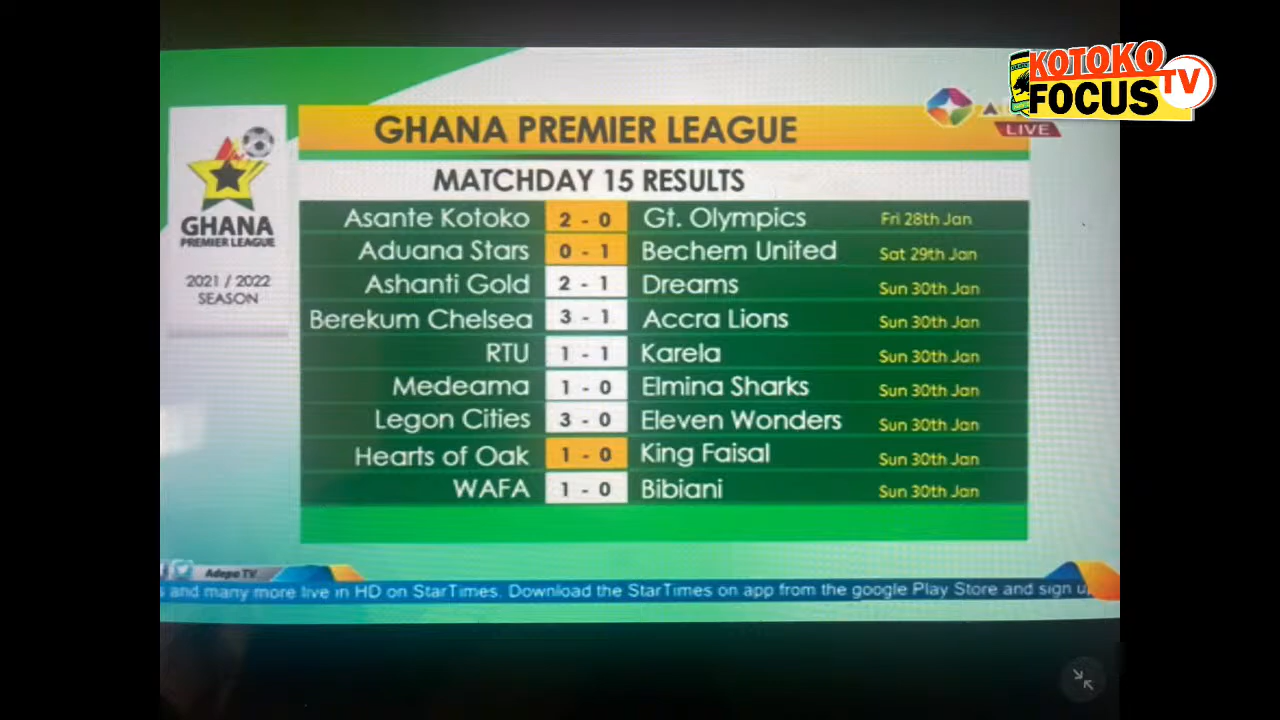 KOTOKO
FOCUS TV
LIVE
GHANA
PREMIER LEAGUE
2021 / 2022
SEASON
GHANA PREMIER LEAGUE
MATCHDAY 15 RESULTS
Asante Kotoko 2 - 0 Gt. Olympics Fri 28th Jan
Aduana Stars 0 - 1 Bechem United Sat 29th Jan
Ashanti Gold 2 - 1 Dreams Sun 30th Jan
Berekum Chelsea 3 - 1 Accra Lions Sun 30th Jan
RTU 1 - 1 Karela Sun 30th Jan
Medeama 1 - 0 Elmina Sharks Sun 30th Jan
Legon Cities 3 - 0 Eleven Wonders Sun 30th Jan
Hearts of Oak 1 - 0 King Faisal Sun 30th Jan
WAFA 1 - 0 Bibiani Sun 30th Jan
Adepa TV
and many more live in HD on StarTimes. Download the StarTimes on app from the google Play Store and sign